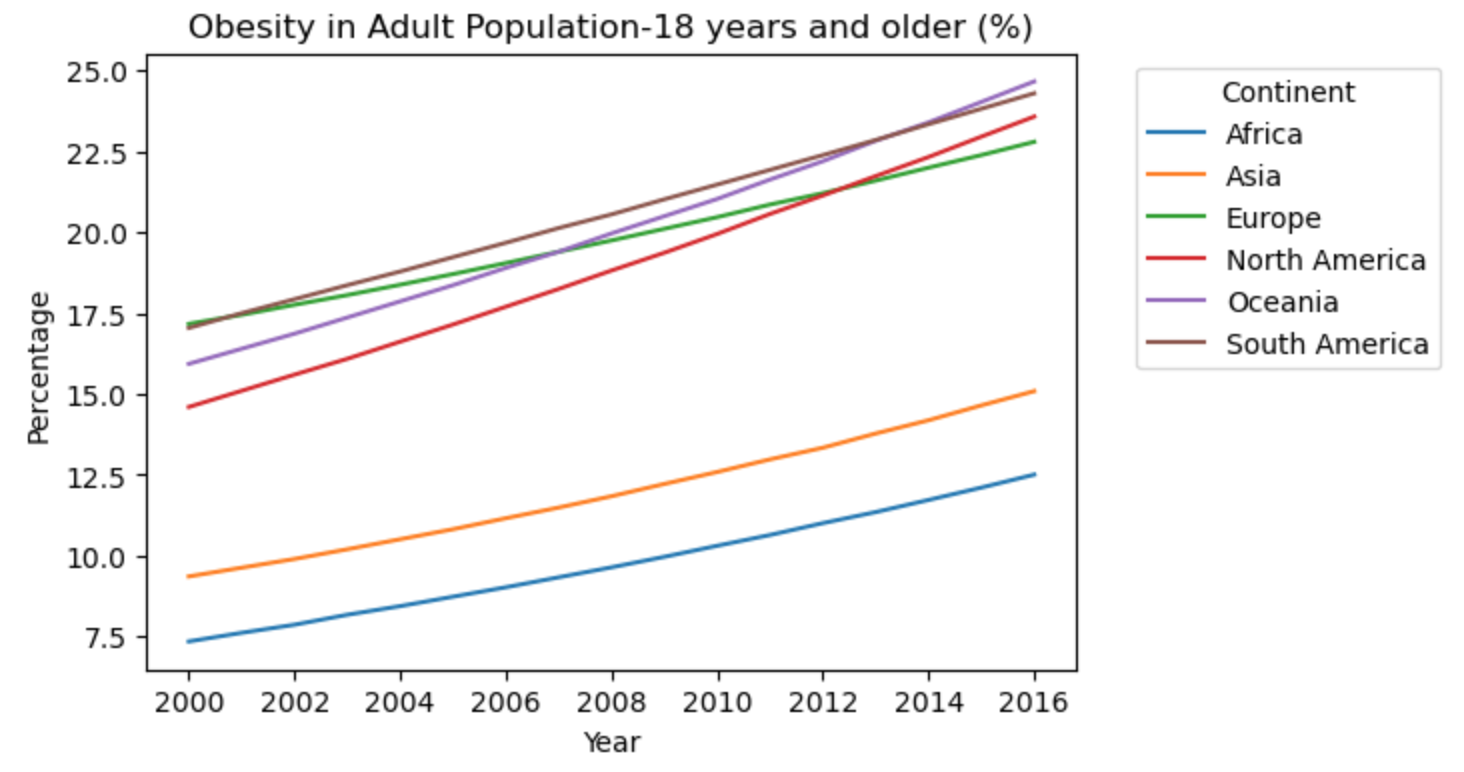 Obesity in Adult Population-18 years and older (%)
25.0
22.5
20.0
17.5
15.0
12.5
10.0
7.5
Percentage
2000 2002 2004 2006 2008 2010 2012 2014 2016
Year
Continent
Africa
Asia
Europe
North America
Oceania
South America